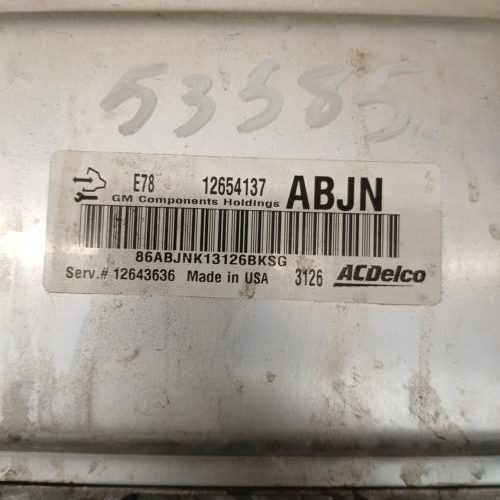 53585
E78 12654137 ABJN
GM Components Holdings
86ABJNK13126BKSG
Serv.# 12643636 Made in USA 3126 ACDelco